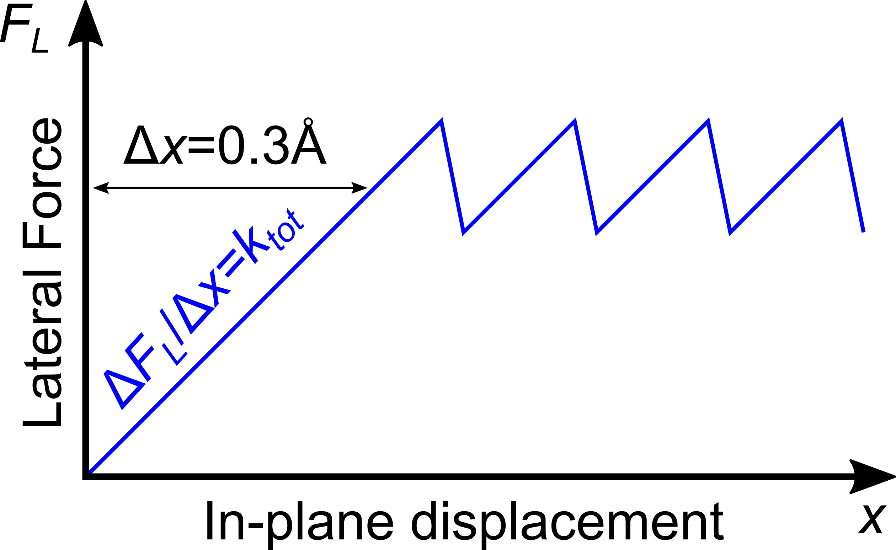 F_L
Δx=0.3Å
ΔF_L/Δx=k_tot
Lateral Force
In-plane displacement
x